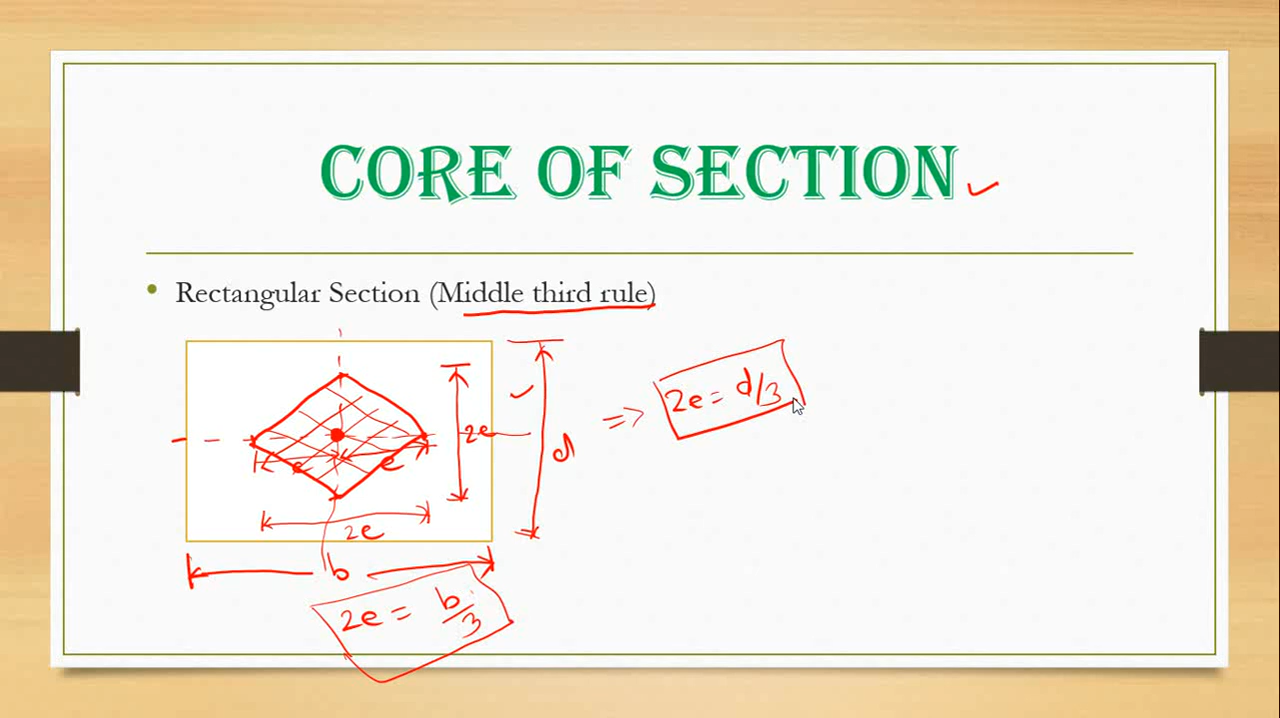 CORE OF SECTION
• Rectangular Section (Middle third rule)
2e = d/3
2e
d
e e
2e
b
2e = b/3